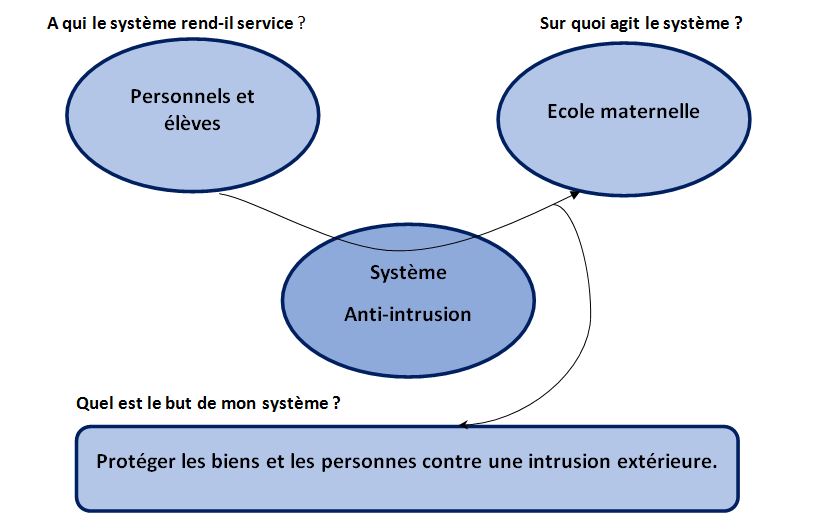 A qui le système rend-il service ?
Sur quoi agit le système ?
Personnels et
élèves
Ecole maternelle
Système
Anti-intrusion
Quel est le but de mon système ?
Protéger les biens et les personnes contre une intrusion extérieure.